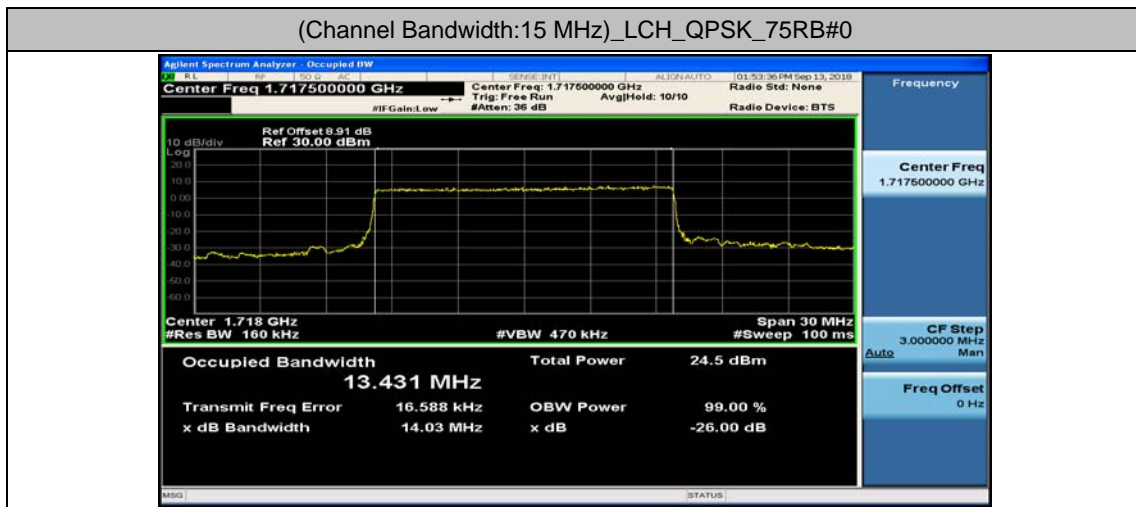 (Channel Bandwidth:15 MHz)_LCH_QPSK_75RB#0
Agilent Spectrum Analyzer - Occupied BW
RL RF 50 Ω AC SENSE:INT ALIGN AUTO 01:53:36 PM Sep 13, 2018
Center Freq 1.717500000 GHz
Center Freq: 1.717500000 GHz
Radio Std: None
Trig: Free Run Avg|Hold: 10/10
#IFGain:Low #Atten: 36 dB Radio Device: BTS
Ref Offset 8.91 dB
10 dB/div Ref 30.00 dBm
Log
20.0
10.0
0.00
-10.0
-20.0
-30.0
-40.0
-50.0
-60.0
Center 1.718 GHz Span 30 MHz
#Res BW 160 kHz #VBW 470 kHz #Sweep 100 ms
Occupied Bandwidth Total Power 24.5 dBm
13.431 MHz
Transmit Freq Error 16.588 kHz OBW Power 99.00 %
x dB Bandwidth 14.03 MHz x dB -26.00 dB
MSG STATUS
Frequency
Center Freq
1.717500000 GHz
CF Step
3.000000 MHz
Auto Man
Freq Offset
0 Hz